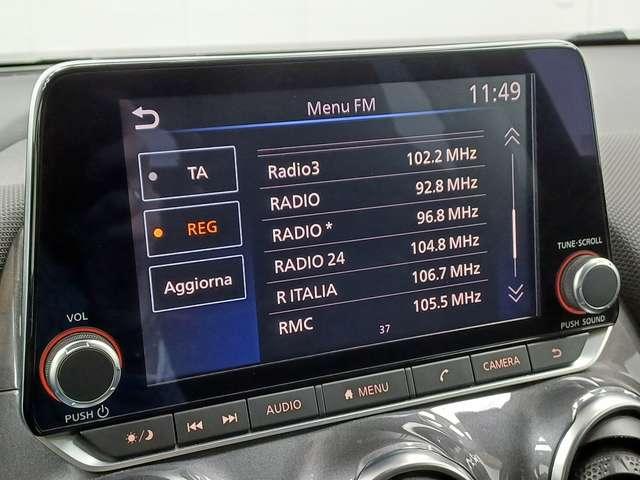 Menu FM 11:49
TA
REG
Aggiorna
Radio3 102.2 MHz
RADIO 92.8 MHz
RADIO * 96.8 MHz
RADIO 24 104.8 MHz
R ITALIA 106.7 MHz
RMC 105.5 MHz
37
VOL
PUSH
TUNE·SCROLL
PUSH SOUND
AUDIO
MENU
CAMERA